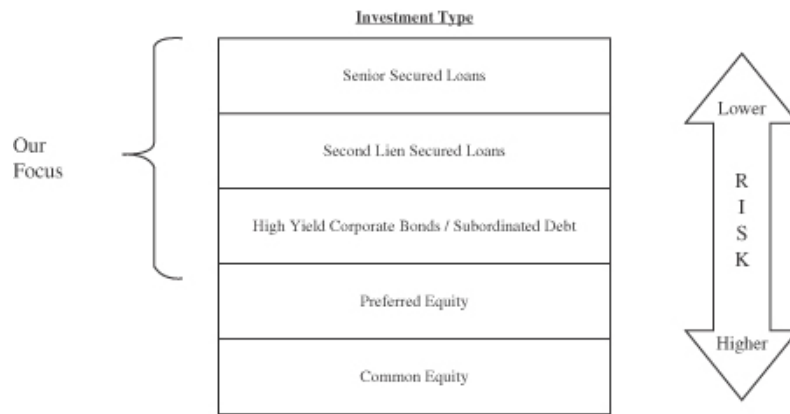 Investment Type
Senior Secured Loans
Our
Focus
Second Lien Secured Loans
High Yield Corporate Bonds / Subordinated Debt
Preferred Equity
Common Equity
Lower
R
I
S
K
Higher